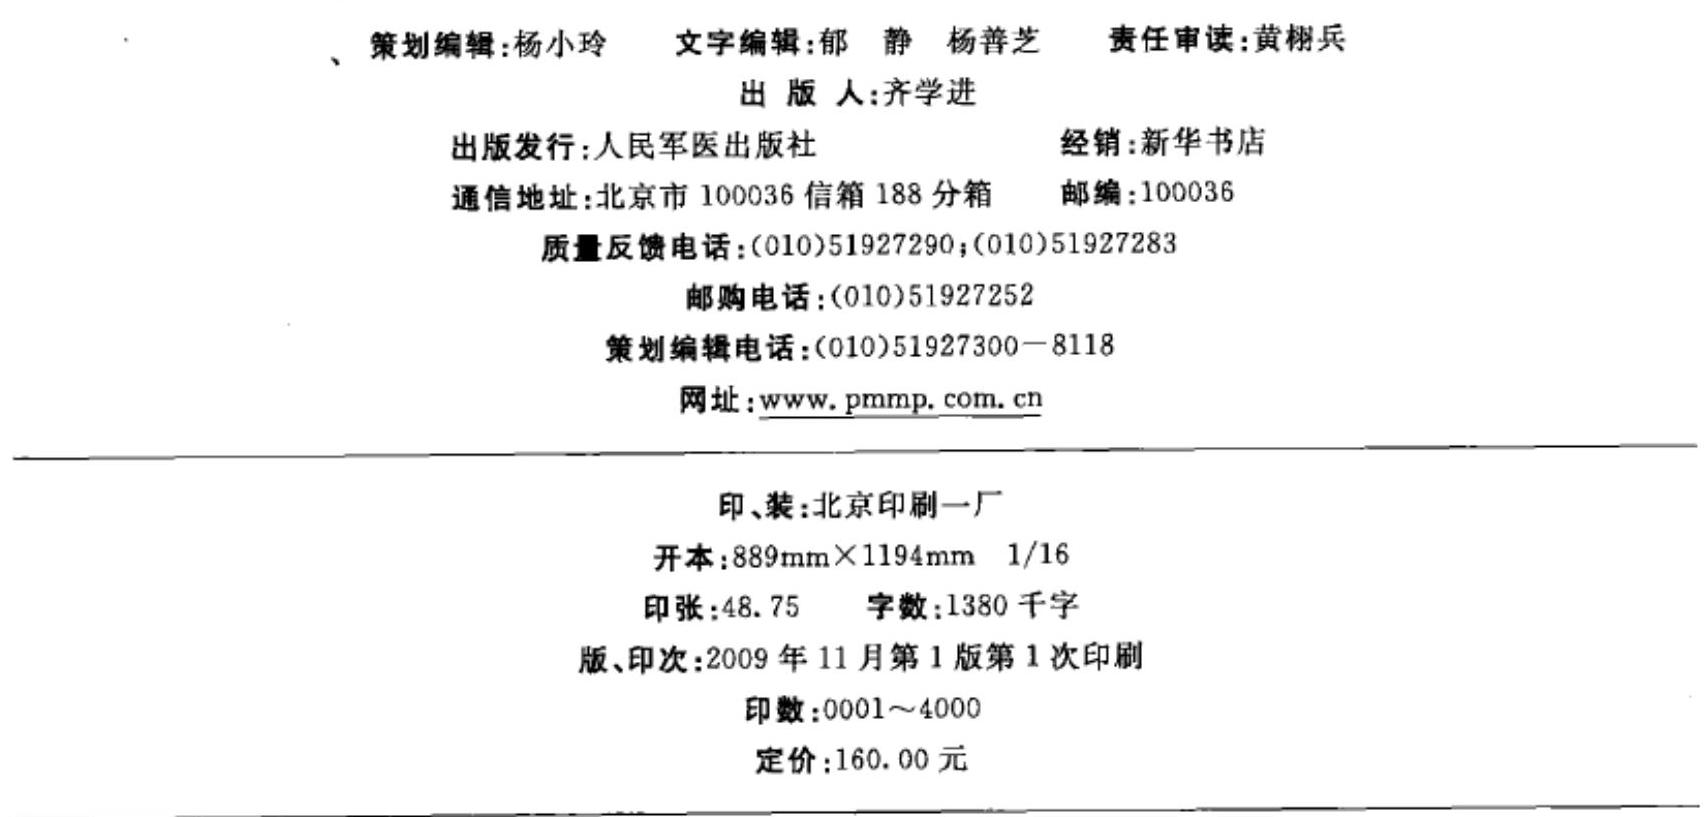 策划编辑:杨小玲 文字编辑:郁 静 杨善芝 责任审读:黄栩兵
出 版 人:齐学进
出版发行:人民军医出版社 经销:新华书店
通信地址:北京市 100036 信箱 188 分箱 邮编:100036
质量反馈电话:(010)51927290;(010)51927283
邮购电话:(010)51927252
策划编辑电话:(010)51927300－8118
网址:www.pmmp.com.cn
印、装:北京印刷一厂
开本:889mm×1194mm 1/16
印张:48.75 字数:1380 千字
版、印次:2009 年 11 月第 1 版第 1 次印刷
印数:0001～4000
定价:160.00 元